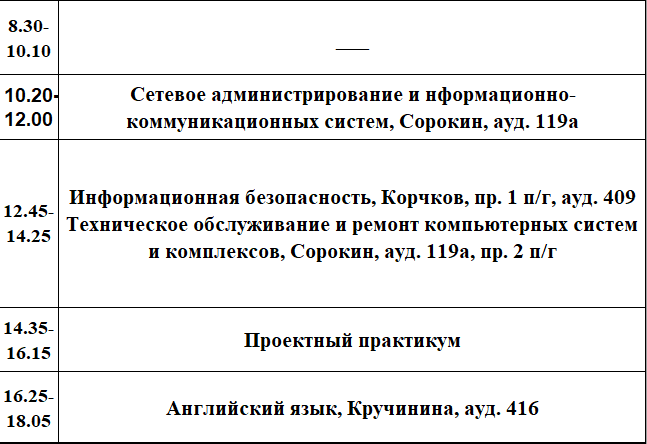 8.30-
10.10
___
10.20-
12.00
Сетевое администрирование и нформационно-
коммуникационных систем, Сорокин, ауд. 119а
12.45-
14.25
Информационная безопасность, Корчков, пр. 1 п/г, ауд. 409
Техническое обслуживание и ремонт компьютерных систем
и комплексов, Сорокин, ауд. 119а, пр. 2 п/г
14.35-
16.15
Проектный практикум
16.25-
18.05
Английский язык, Кручинина, ауд. 416